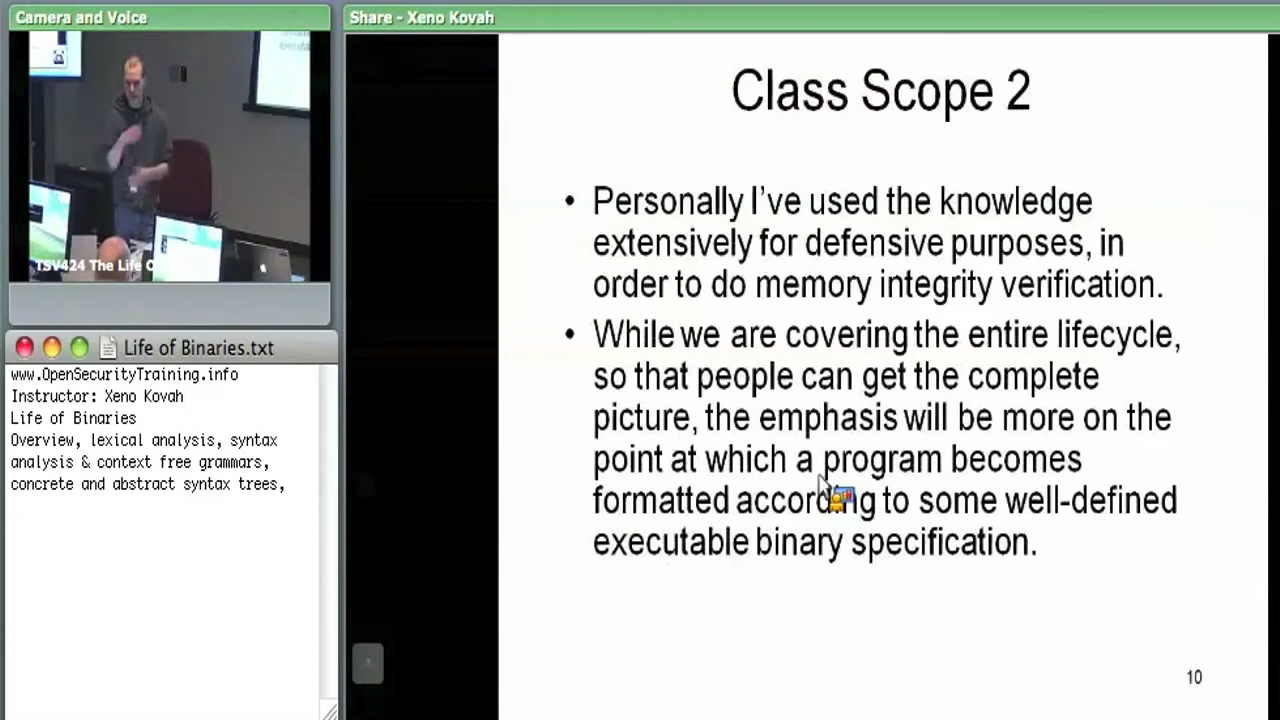 Camera and Voice
TSV424 The Life O
Life of Binaries.txt
www.OpenSecurityTraining.info
Instructor: Xeno Kovah
Life of Binaries
Overview, lexical analysis, syntax
analysis & context free grammars,
concrete and abstract syntax trees,
Share - Xeno Kovah
Class Scope 2
• Personally I've used the knowledge
extensively for defensive purposes, in
order to do memory integrity verification.
• While we are covering the entire lifecycle,
so that people can get the complete
picture, the emphasis will be more on the
point at which a program becomes
formatted according to some well-defined
executable binary specification.
10